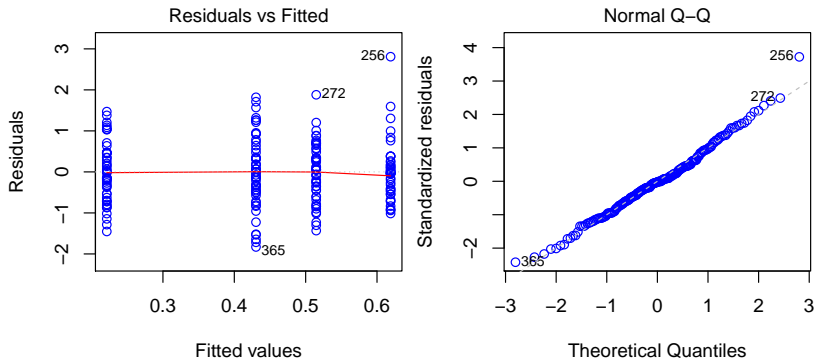 Residuals vs Fitted
Residuals
3
2
1
0
−1
−2
256
272
365
0.3 0.4 0.5 0.6
Fitted values
Normal Q−Q
Standardized residuals
4
2
0
−2
256
272
365
−3 −2 −1 0 1 2 3
Theoretical Quantiles